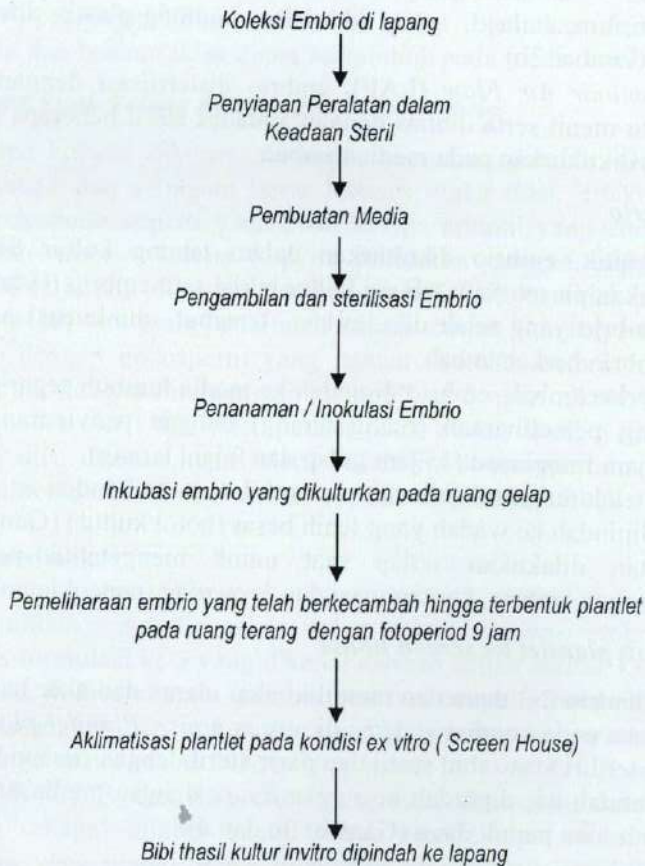 Koleksi Embrio di lapang
Penyiapan Peralatan dalam
Keadaan Steril
Pembuatan Media
Pengambilan dan sterilisasi Embrio
Penanaman / Inokulasi Embrio
Inkubasi embrio yang dikulturkan pada ruang gelap
Pemeliharaan embrio yang telah berkecambah hingga terbentuk plantlet
pada ruang terang dengan fotoperiod 9 jam
Aklimatisasi plantlet pada kondisi ex vitro ( Screen House)
Bibi thasil kultur invitro dipindah ke lapang